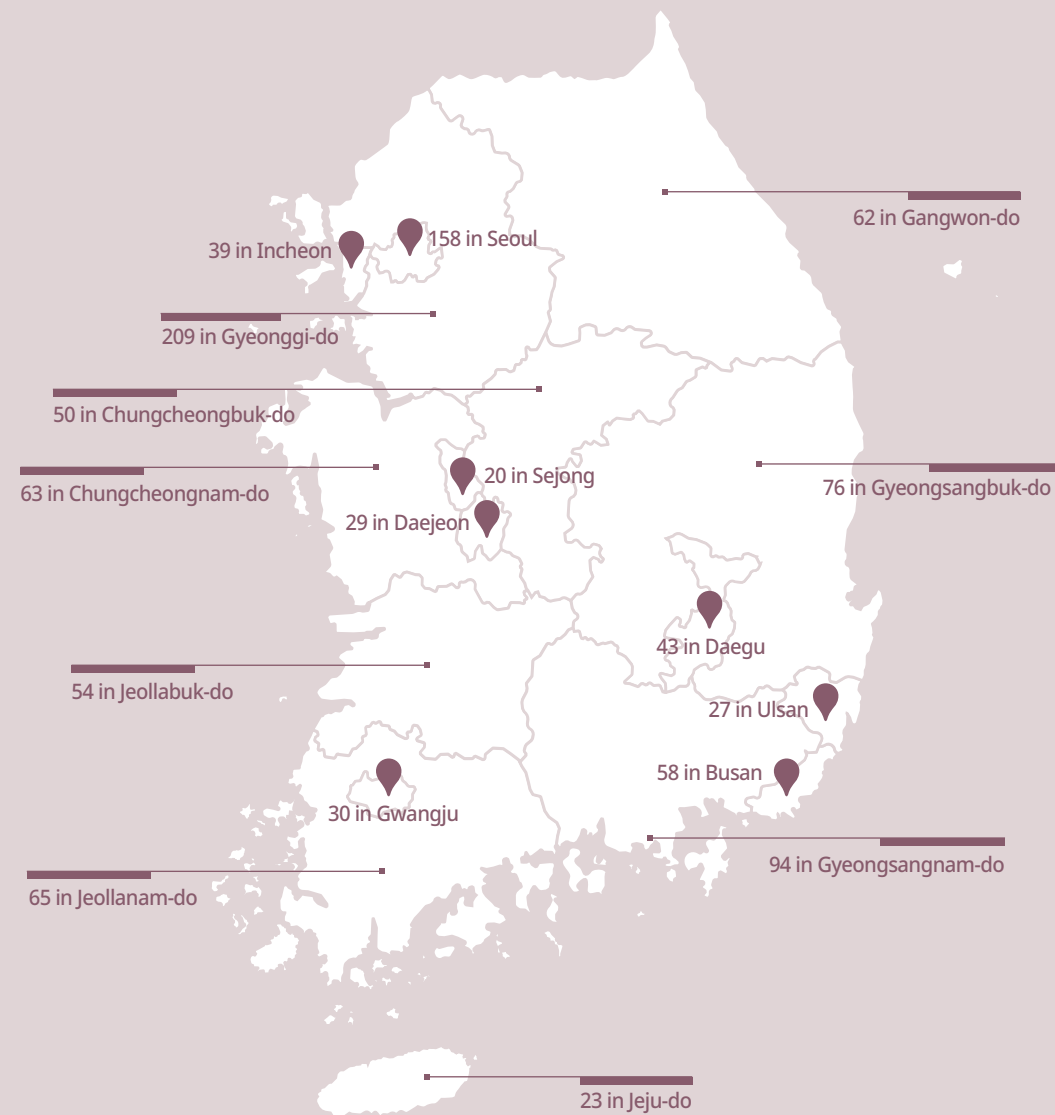 62 in Gangwon-do
158 in Seoul
39 in Incheon
209 in Gyeonggi-do
50 in Chungcheongbuk-do
20 in Sejong
63 in Chungcheongnam-do
76 in Gyeongsangbuk-do
29 in Daejeon
43 in Daegu
54 in Jeollabuk-do
27 in Ulsan
58 in Busan
30 in Gwangju
94 in Gyeongsangnam-do
65 in Jeollanam-do
23 in Jeju-do